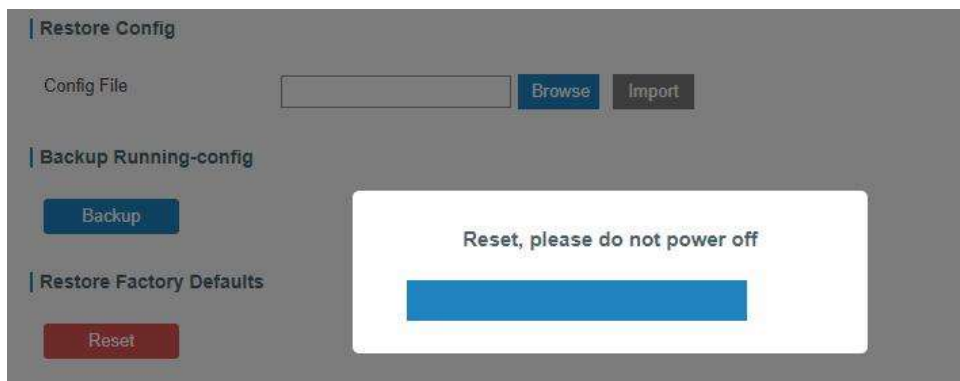 Restore Config
Config File
Browse
Import
Backup Running-config
Backup
Reset, please do not power off
Restore Factory Defaults
Reset